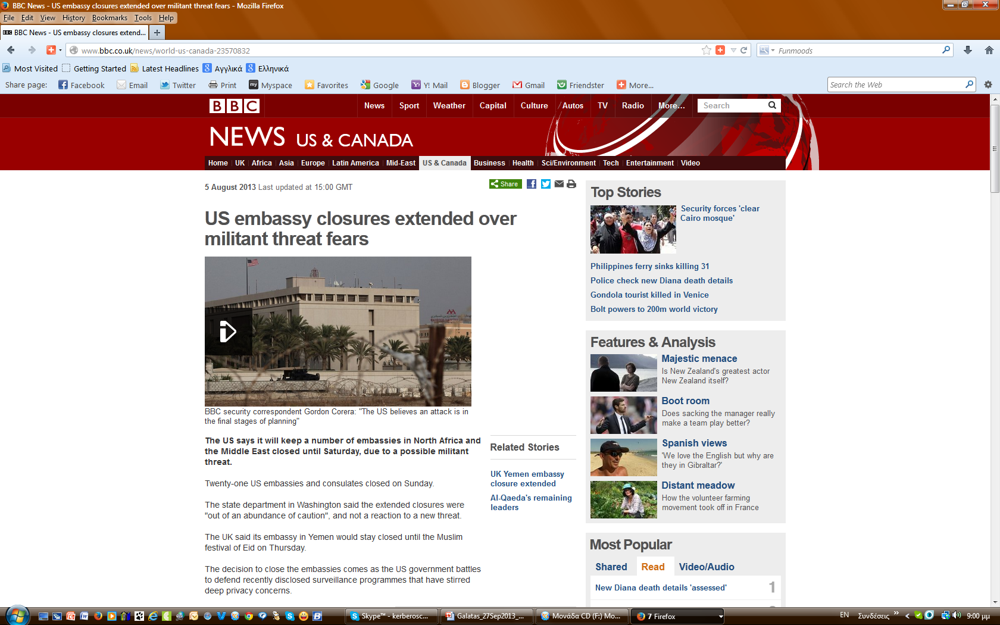 BBC News - US embassy closures extended over militant threat fears - Mozilla Firefox
File Edit View History Bookmarks Tools Help
BBC News - US embassy closures extend... +
www.bbc.co.uk/news/world-us-canada-23570832 Funmoods
Most Visited Getting Started Latest Headlines Αγγλικά Ελληνικά
Share page: Facebook Email Twitter Print Myspace Favorites Google Y! Mail Blogger Gmail Friendster More... Search the Web
BBC News Sport Weather Capital Culture Autos TV Radio More... Search
NEWS US & CANADA
Home UK Africa Asia Europe Latin America Mid-East US & Canada Business Health Sci/Environment Tech Entertainment Video
5 August 2013 Last updated at 15:00 GMT
Share
US embassy closures extended over
militant threat fears
BBC security correspondent Gordon Corera: "The US believes an attack is in
the final stages of planning"
The US says it will keep a number of embassies in North Africa and
the Middle East closed until Saturday, due to a possible militant
threat.
Twenty-one US embassies and consulates closed on Sunday.
The state department in Washington said the extended closures were
"out of an abundance of caution", and not a reaction to a new threat.
The UK said its embassy in Yemen would stay closed until the Muslim
festival of Eid on Thursday.
The decision to close the embassies comes as the US government battles
to defend recently disclosed surveillance programmes that have stirred
deep privacy concerns.
Related Stories
UK Yemen embassy
closure extended
Al-Qaeda's remaining
leaders
Top Stories
Security forces 'clear
Cairo mosque'
Philippines ferry sinks killing 31
Police check new Diana death details
Gondola tourist killed in Venice
Bolt powers to 200m world victory
Features & Analysis
Majestic menace
Is New Zealand's greatest actor
New Zealand itself?
Boot room
Does sacking the manager really
make a team play better?
Spanish views
'We love the English but why are
they in Gibraltar?'
Distant meadow
How the volunteer farming
movement took off in France
Most Popular
Shared Read Video/Audio
New Diana death details 'assessed' 1
Skype™ - kerberosc... Galatas_27Sep2013_... Μονάδα CD (F:) Mo... 7 Firefox EN Συνδέσεις 9:00 μμ